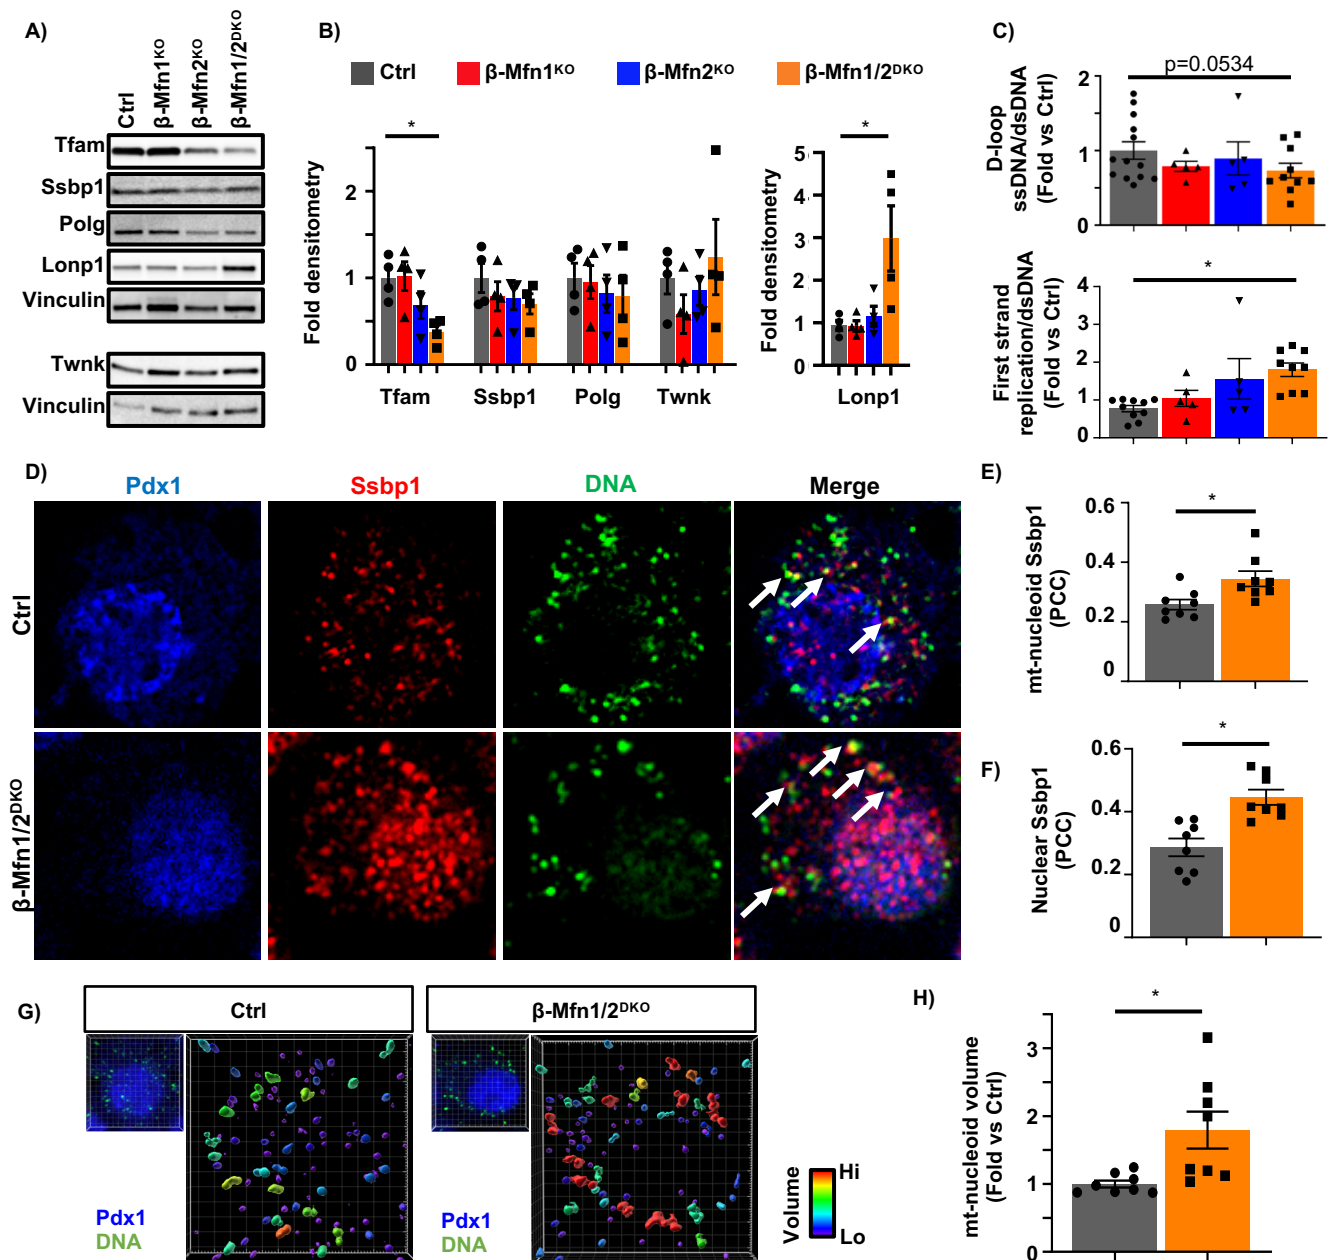 A)
Ctrl
β-Mfn1KO
β-Mfn2KO
β-Mfn1/2DKO
Tfam
Ssbp1
Polg
Lonp1
Vinculin
Twnk
Vinculin
B)
Ctrl
β-Mfn1KO
β-Mfn2KO
β-Mfn1/2DKO
Fold densitometry
2
1
0
*
Tfam
Ssbp1
Polg
Twnk
Fold densitometry
5
4
3
2
1
0
*
Lonp1
C)
D-loop
ssDNA/dsDNA
(Fold vs Ctrl)
2
1
0
p=0.0534
First strand
replication/dsDNA
(Fold vs Ctrl)
4
3
2
1
0
*
D)
Pdx1
Ssbp1
DNA
Merge
Ctrl
β-Mfn1/2DKO
E)
mt-nucleoid Ssbp1
(PCC)
0.6
0.4
0.2
0
*
F)
Nuclear Ssbp1
(PCC)
0.6
0.4
0.2
0
*
G)
Ctrl
β-Mfn1/2DKO
Pdx1
DNA
Pdx1
DNA
Volume
Hi
Lo
H)
mt-nucleoid volume
(Fold vs Ctrl)
3
2
1
0
*